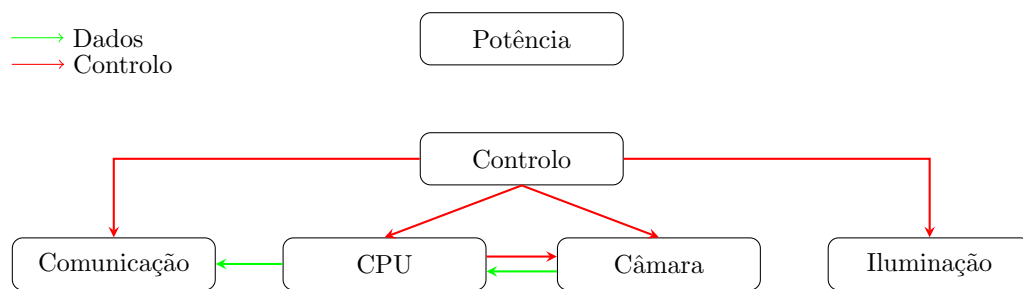 Potência
Dados
Controlo
Controlo
Comunicação
CPU
Câmara
Iluminação